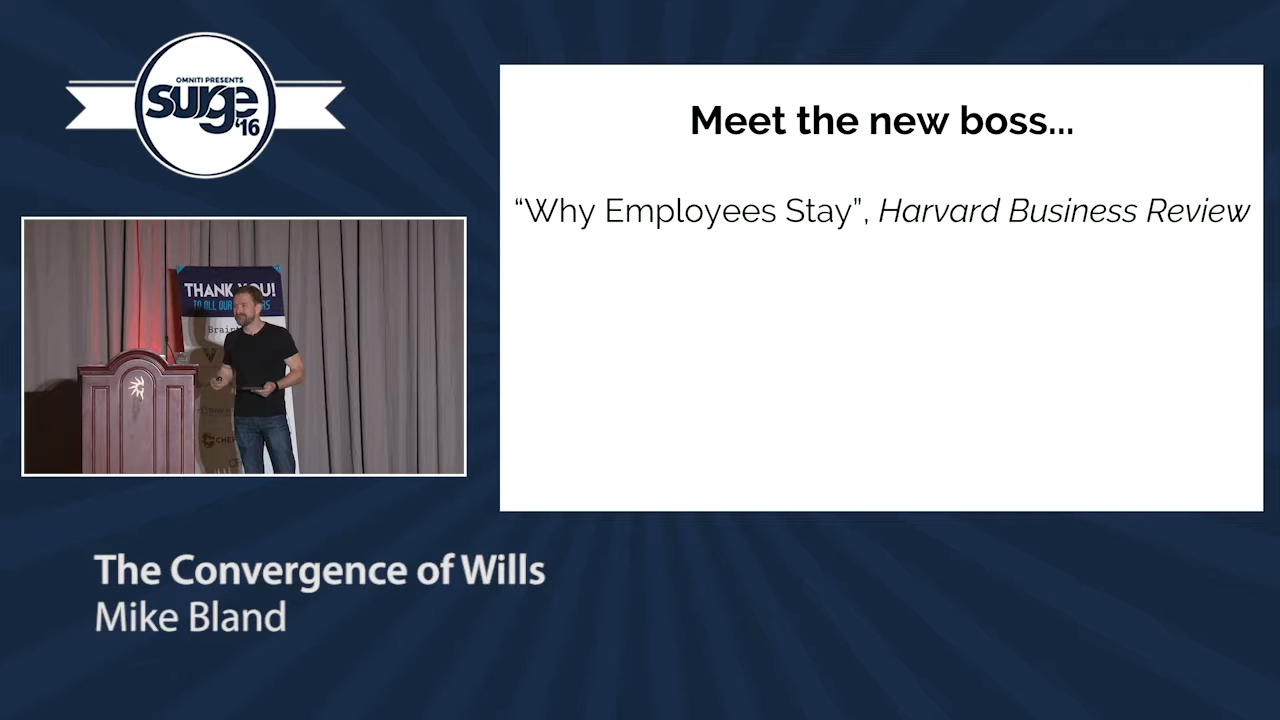 OMNITI PRESENTS
surge
'16
Meet the new boss...
“Why Employees Stay”, Harvard Business Review
THANK YOU!
TO ALL OUR
The Convergence of Wills
Mike Bland